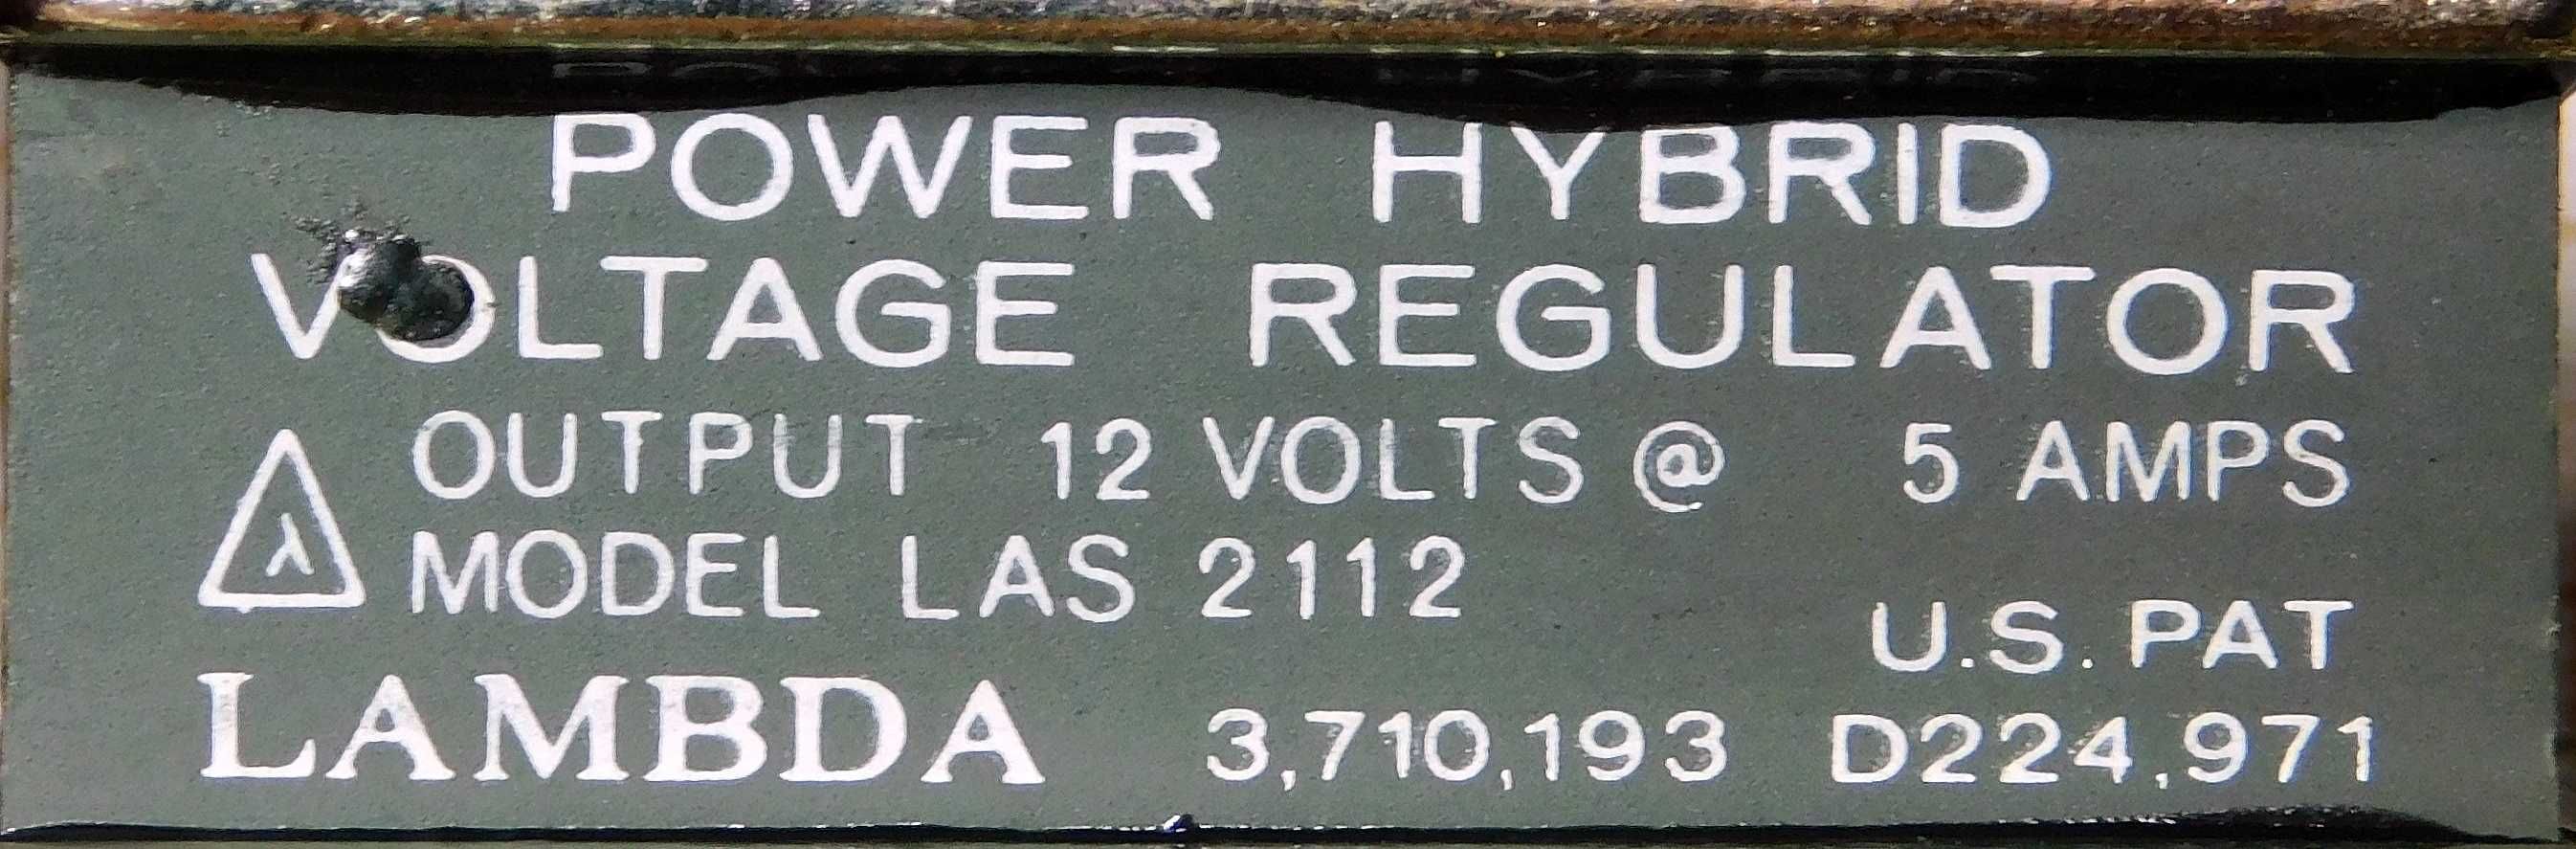 POWER HYBRID
VOLTAGE REGULATOR
OUTPUT 12 VOLTS @ 5 AMPS
λ MODEL LAS 2112
U.S. PAT
LAMBDA 3,710,193 D224,971